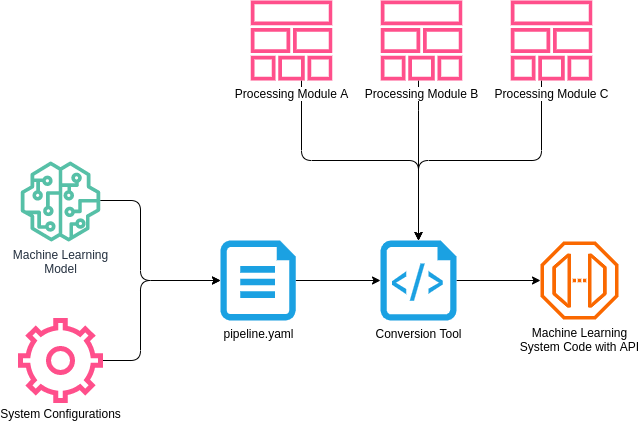 Processing Module A
Processing Module B
Processing Module C
Machine Learning
Model
pipeline.yaml
Conversion Tool
Machine Learning
System Code with API
System Configurations